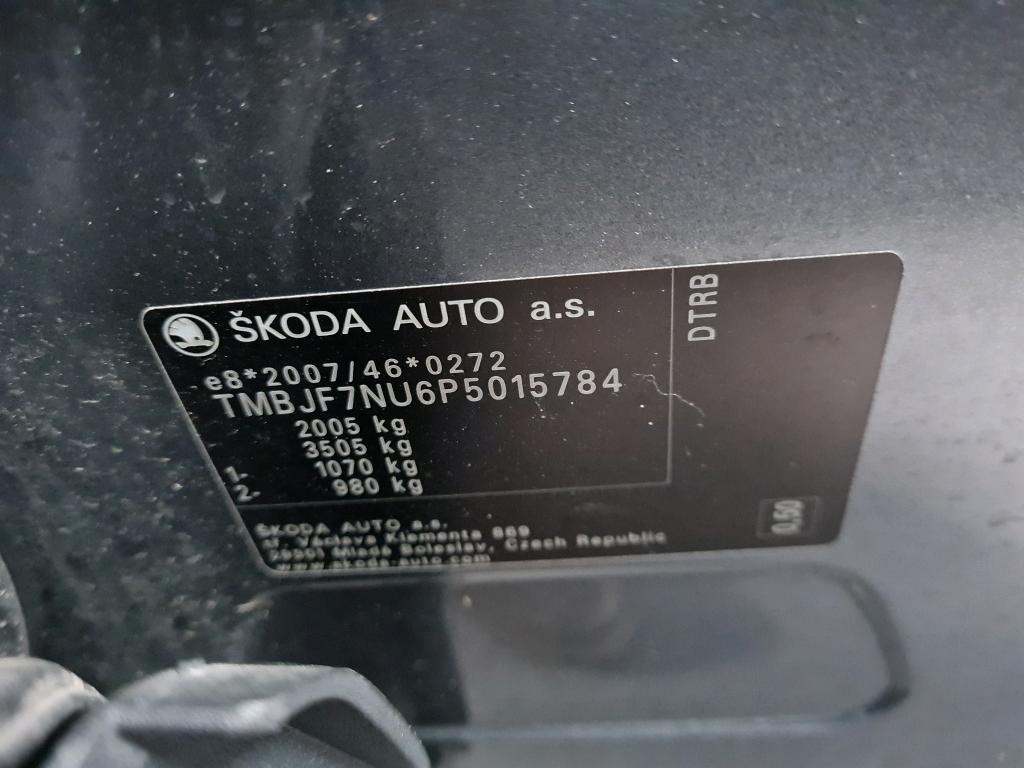 ŠKODA AUTO a.s.
e8*2007/46*0272
TMBJF7NU6P5015784
2005 kg
3505 kg
1. 1070 kg
2. 980 kg
ŠKODA AUTO a.s.
tř. Václava Klementa 869
29301 Mladá Boleslav, Czech Republic
www.skoda-auto.com
DTRB
0,50